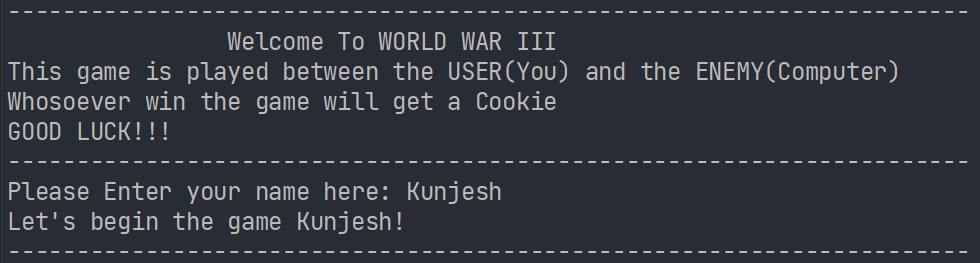 ----------------------------------------------------------------------
Welcome To WORLD WAR III
This game is played between the USER(You) and the ENEMY(Computer)
Whosoever win the game will get a Cookie
GOOD LUCK!!!
----------------------------------------------------------------------
Please Enter your name here: Kunjesh
Let's begin the game Kunjesh!
----------------------------------------------------------------------